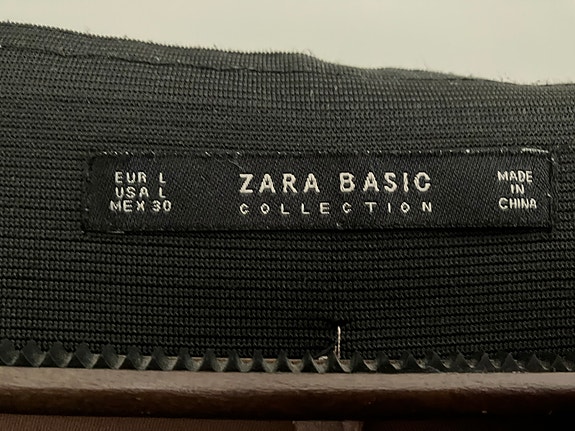 EUR L
USA L
MEX 30
ZARA BASIC
COLLECTION
MADE
IN
CHINA